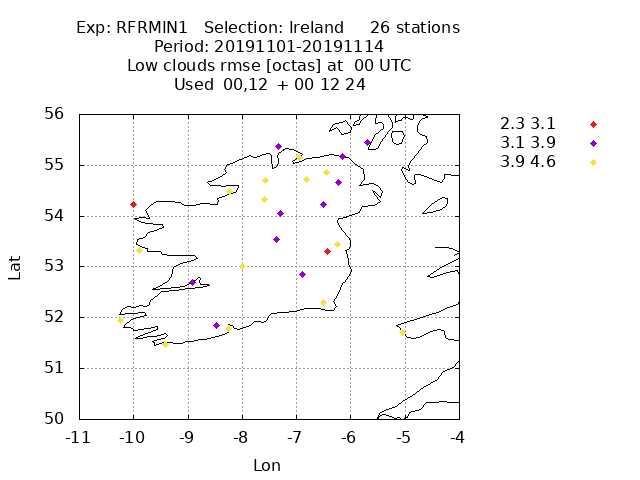 Exp: RFRMIN1 Selection: Ireland 26 stations
Period: 20191101-20191114
Low clouds rmse [octas] at 00 UTC
Used 00,12 + 00 12 24
2.3 3.1
3.1 3.9
3.9 4.6
56
55
54
53
52
51
50
Lat
-11 -10 -9 -8 -7 -6 -5 -4
Lon